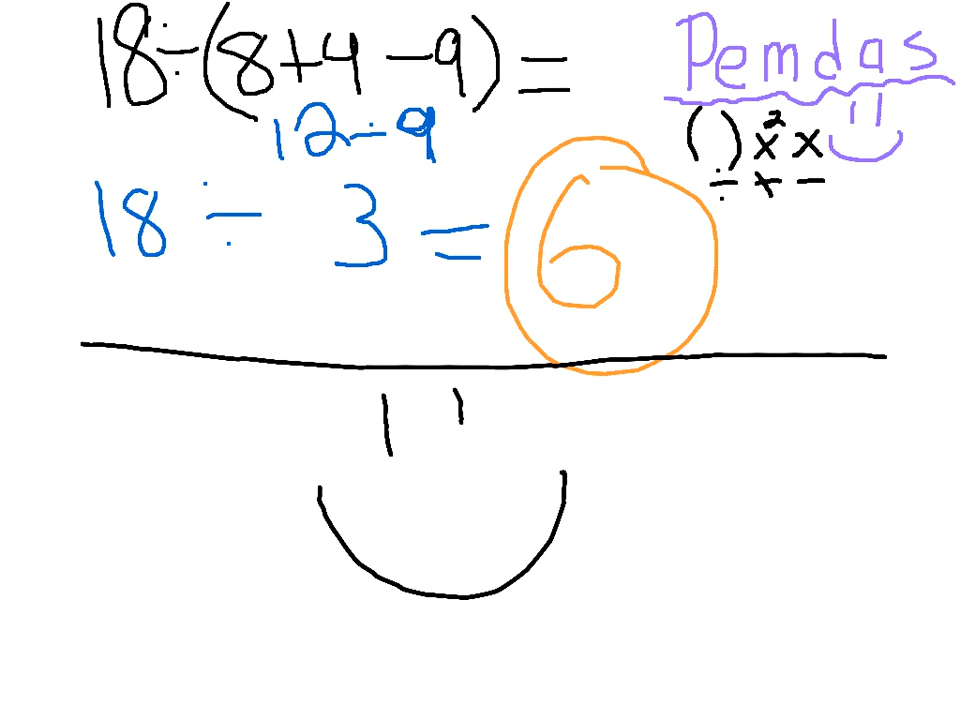 18÷(8+4-9)=
Pemdas
12-9
( ) x² x
÷ + -
18 ÷ 3 = 6